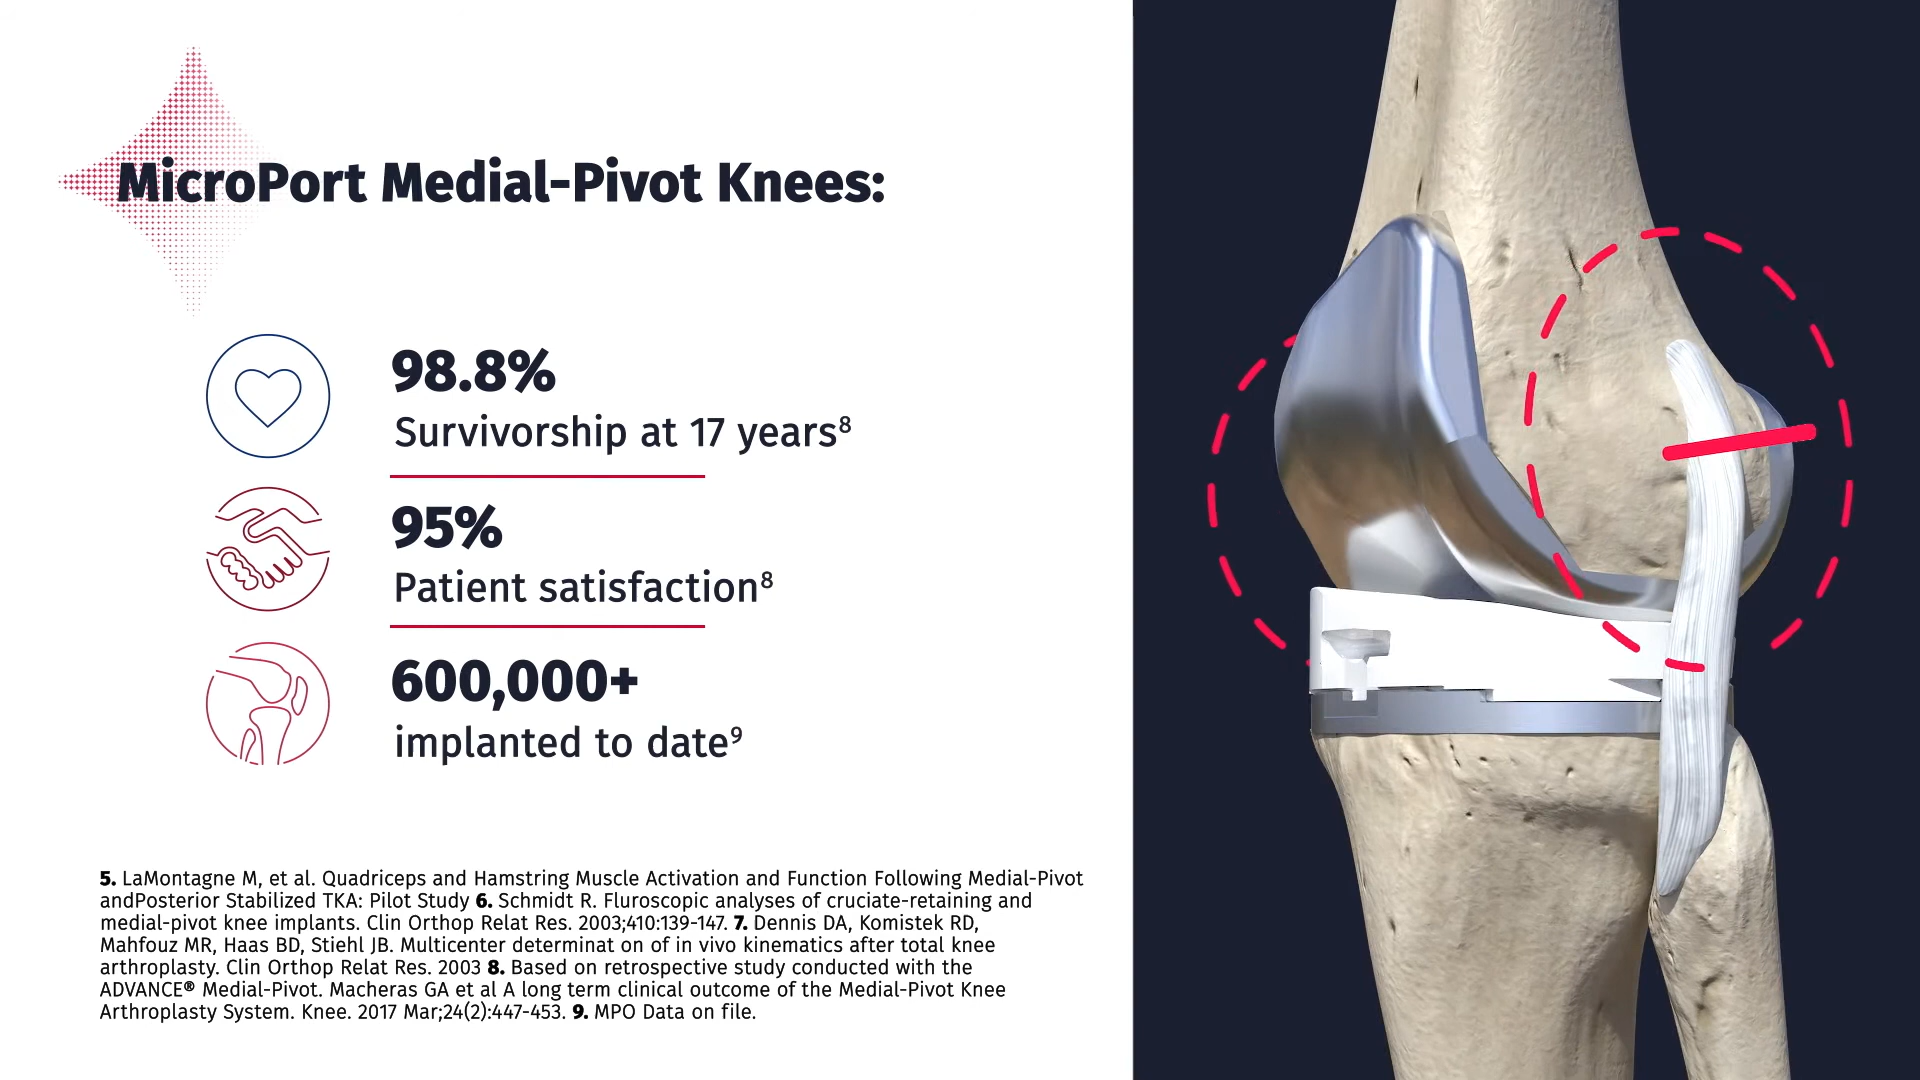 MicroPort Medial-Pivot Knees:
98.8%
Survivorship at 17 years⁸
95%
Patient satisfaction⁸
600,000+
implanted to date⁹
5. LaMontagne M, et al. Quadriceps and Hamstring Muscle Activation and Function Following Medial-Pivot
andPosterior Stabilized TKA: Pilot Study 6. Schmidt R. Fluroscopic analyses of cruciate-retaining and
medial-pivot knee implants. Clin Orthop Relat Res. 2003;410:139-147. 7. Dennis DA, Komistek RD,
Mahfouz MR, Haas BD, Stiehl JB. Multicenter determinat on of in vivo kinematics after total knee
arthroplasty. Clin Orthop Relat Res. 2003 8. Based on retrospective study conducted with the
ADVANCE® Medial-Pivot. Macheras GA et al A long term clinical outcome of the Medial-Pivot Knee
Arthroplasty System. Knee. 2017 Mar;24(2):447-453. 9. MPO Data on file.